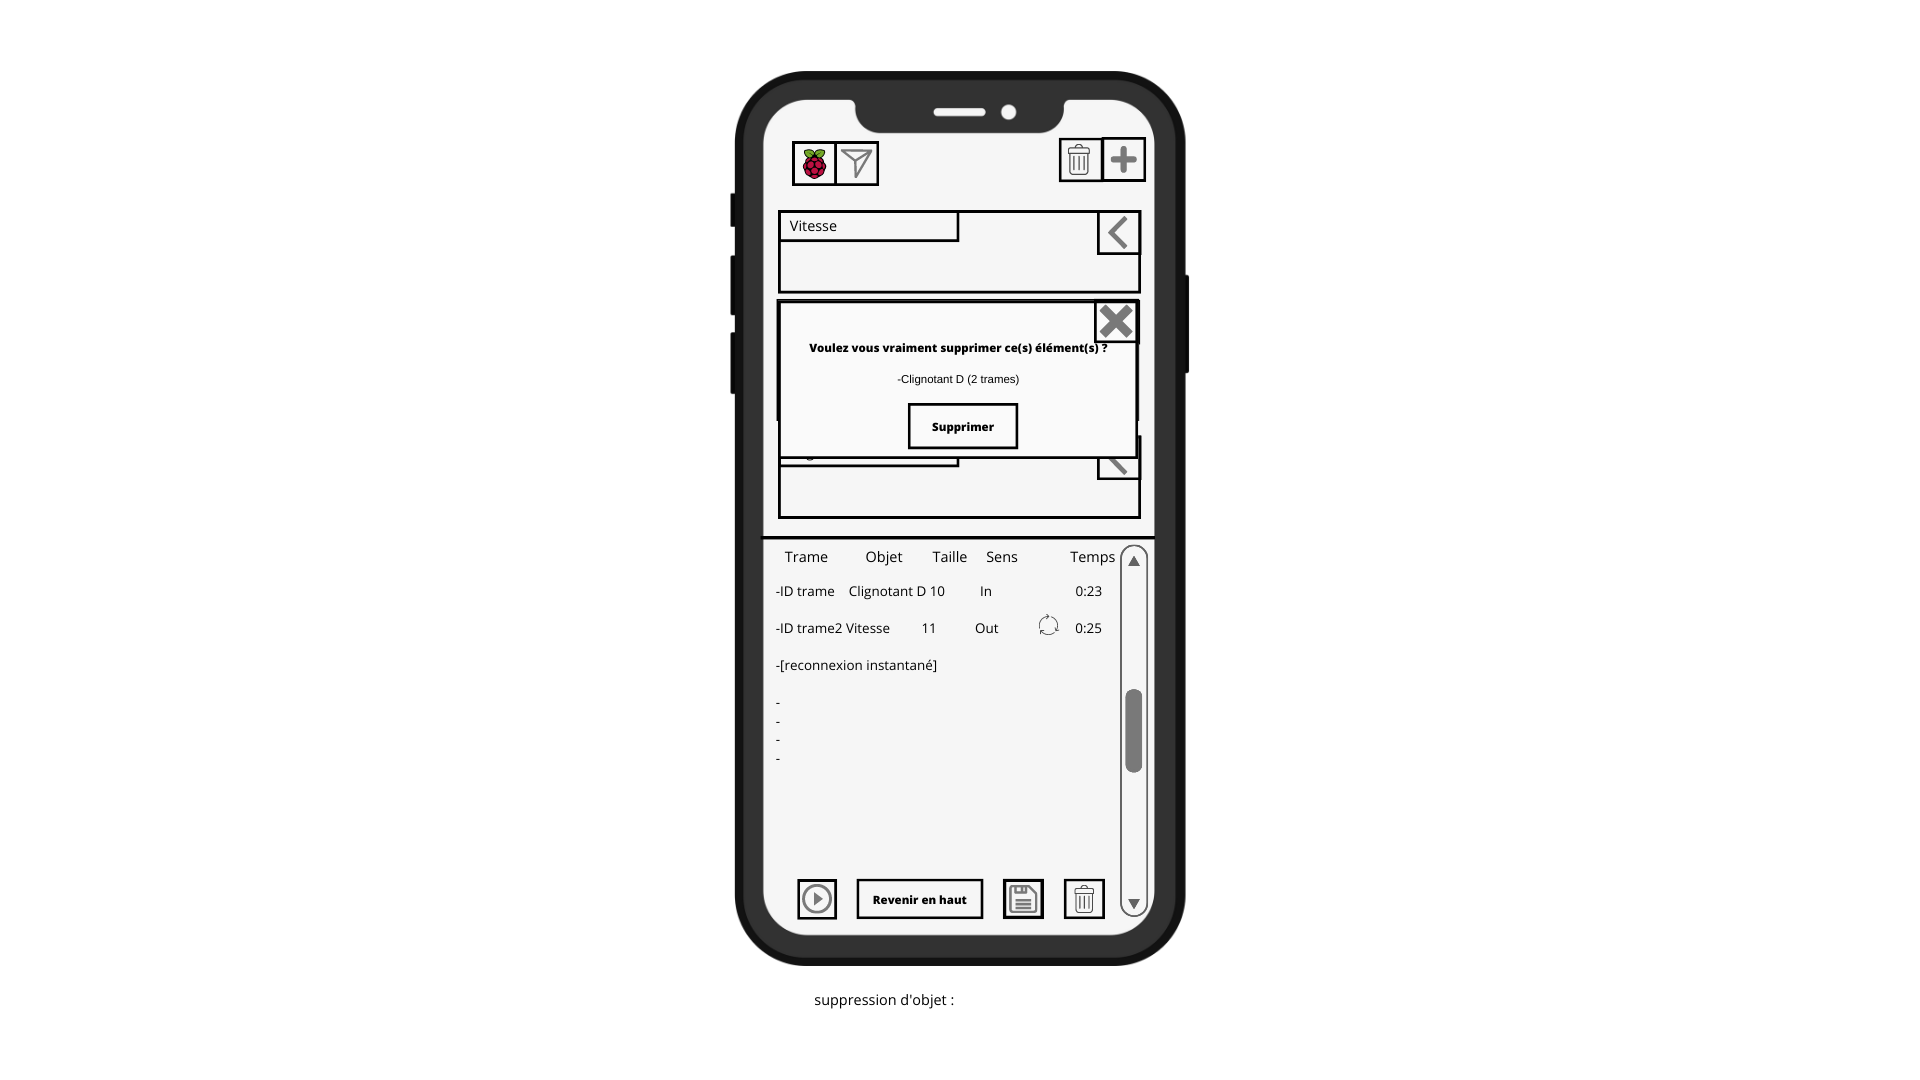 Vitesse
Voulez vous vraiment supprimer ce(s) élément(s) ?
-Clignotant D (2 trames)
Supprimer
Trame Objet Taille Sens Temps
-ID trame Clignotant D 10 In 0:23
-ID trame2 Vitesse 11 Out 0:25
-[reconnexion instantané]
-
-
-
-
Revenir en haut
suppression d'objet :